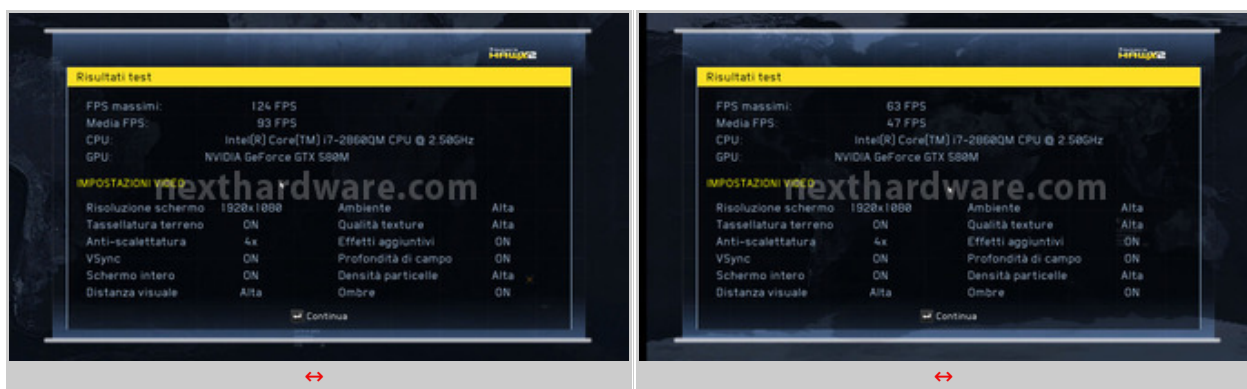 HAWX2
Risultati test
FPS massimi: 124 FPS
Media FPS: 93 FPS
CPU: Intel(R) Core(TM) i7-2860QM CPU @ 2.50GHz
GPU: NVIDIA GeForce GTX 580M
IMPOSTAZIONI VIDEO
nexthardware.com
Risoluzione schermo 1920x1080 Ambiente Alta
Tassellatura terreno ON Qualità texture Alta
Anti-scalettatura 4x Effetti aggiuntivi ON
VSync ON Profondità di campo ON
Schermo intero ON Densità particelle Alta
Distanza visuale Alta Ombre ON
Continua
HAWX2
Risultati test
FPS massimi: 63 FPS
Media FPS: 47 FPS
CPU: Intel(R) Core(TM) i7-2860QM CPU @ 2.50GHz
GPU: NVIDIA GeForce GTX 580M
IMPOSTAZIONI VIDEO
nexthardware.com
Risoluzione schermo 1920x1080 Ambiente Alta
Tassellatura terreno ON Qualità texture Alta
Anti-scalettatura 4x Effetti aggiuntivi ON
VSync ON Profondità di campo ON
Schermo intero ON Densità particelle Alta
Distanza visuale Alta Ombre ON
Continua